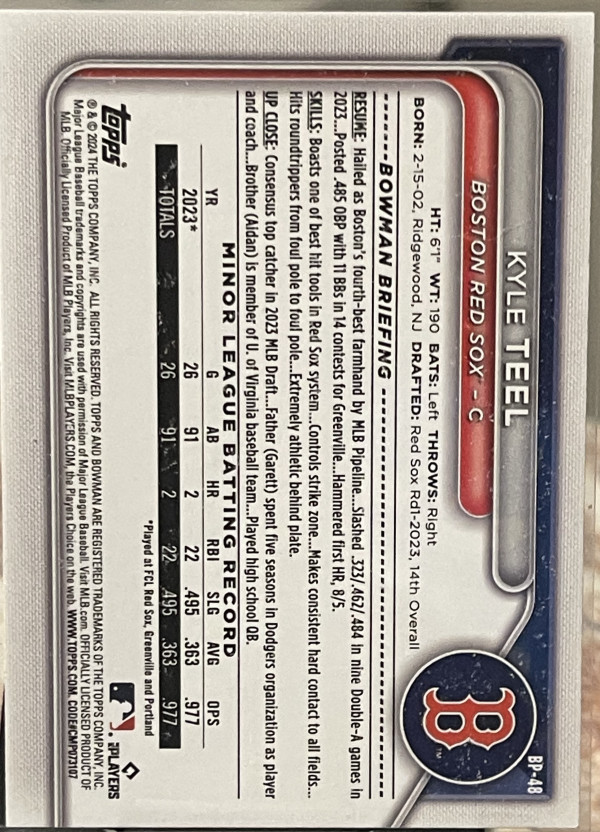 BP-48
KYLE TEEL
BOSTON RED SOX® – C
B
HT: 6'1" WT: 190 BATS: Left THROWS: Right
BORN: 2-15-02, Ridgewood, NJ DRAFTED: Red Sox Rd1-2023, 14th Overall
BOWMAN BRIEFING
RESUME: Hailed as Boston's fourth-best farmhand by MLB Pipeline...Slashed .323/.462/.484 in nine Double-A games in
2023...Posted .485 OBP with 11 BBs in 14 contests for Greenville...Hammered first HR, 8/5.
SKILLS: Boasts one of best hit tools in Red Sox system...Controls strike zone...Makes consistent hard contact to all fields...
Hits roundtrippers from foul pole to foul pole...Extremely athletic behind plate.
UP CLOSE: Consensus top catcher in 2023 MLB Draft...Father (Garett) spent five seasons in Dodgers organization as player
and coach...Brother (Aidan) is member of U. of Virginia baseball team...Played high school QB.
MINOR LEAGUE BATTING RECORD
YR G AB HR RBI SLG AVG OPS
2023* 26 91 2 22 .495 .363 .977
TOTALS 26 91 2 22 .495 .363 .977
*Played at FCL Red Sox, Greenville and Portland
topps
PLAYERS
® & © 2024 THE TOPPS COMPANY, INC. ALL RIGHTS RESERVED. TOPPS AND BOWMAN ARE REGISTERED TRADEMARKS OF THE TOPPS COMPANY, INC.
Major League Baseball trademarks and copyrights are used with permission of Major League Baseball. Visit MLB.com. OFFICIALLY LICENSED PRODUCT OF
MLB. Officially Licensed Product of MLB Players, Inc. Visit MLBPLAYERS.COM, the Players Choice on the web. WWW.TOPPS.COM. CODE#CMP073107